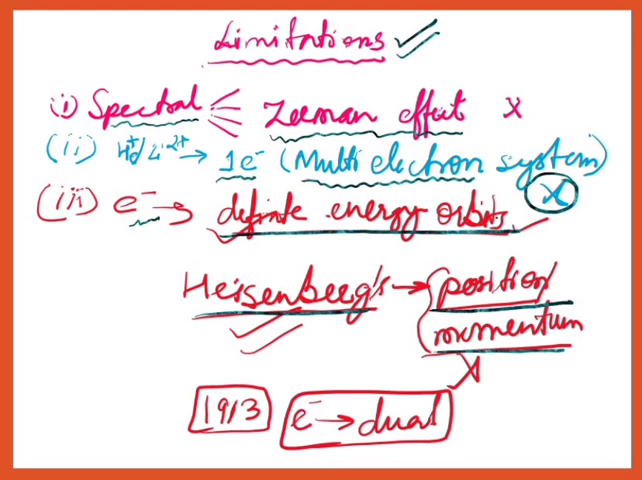 Limitations
(i) Spectral Zeeman effect X
(ii) He⁺/Li²⁺ → 1e⁻ (Multi electron system) X
(iii) e⁻ → definite energy orbits
Heisenberg's → position
momentum
X
1913 e⁻ → dual